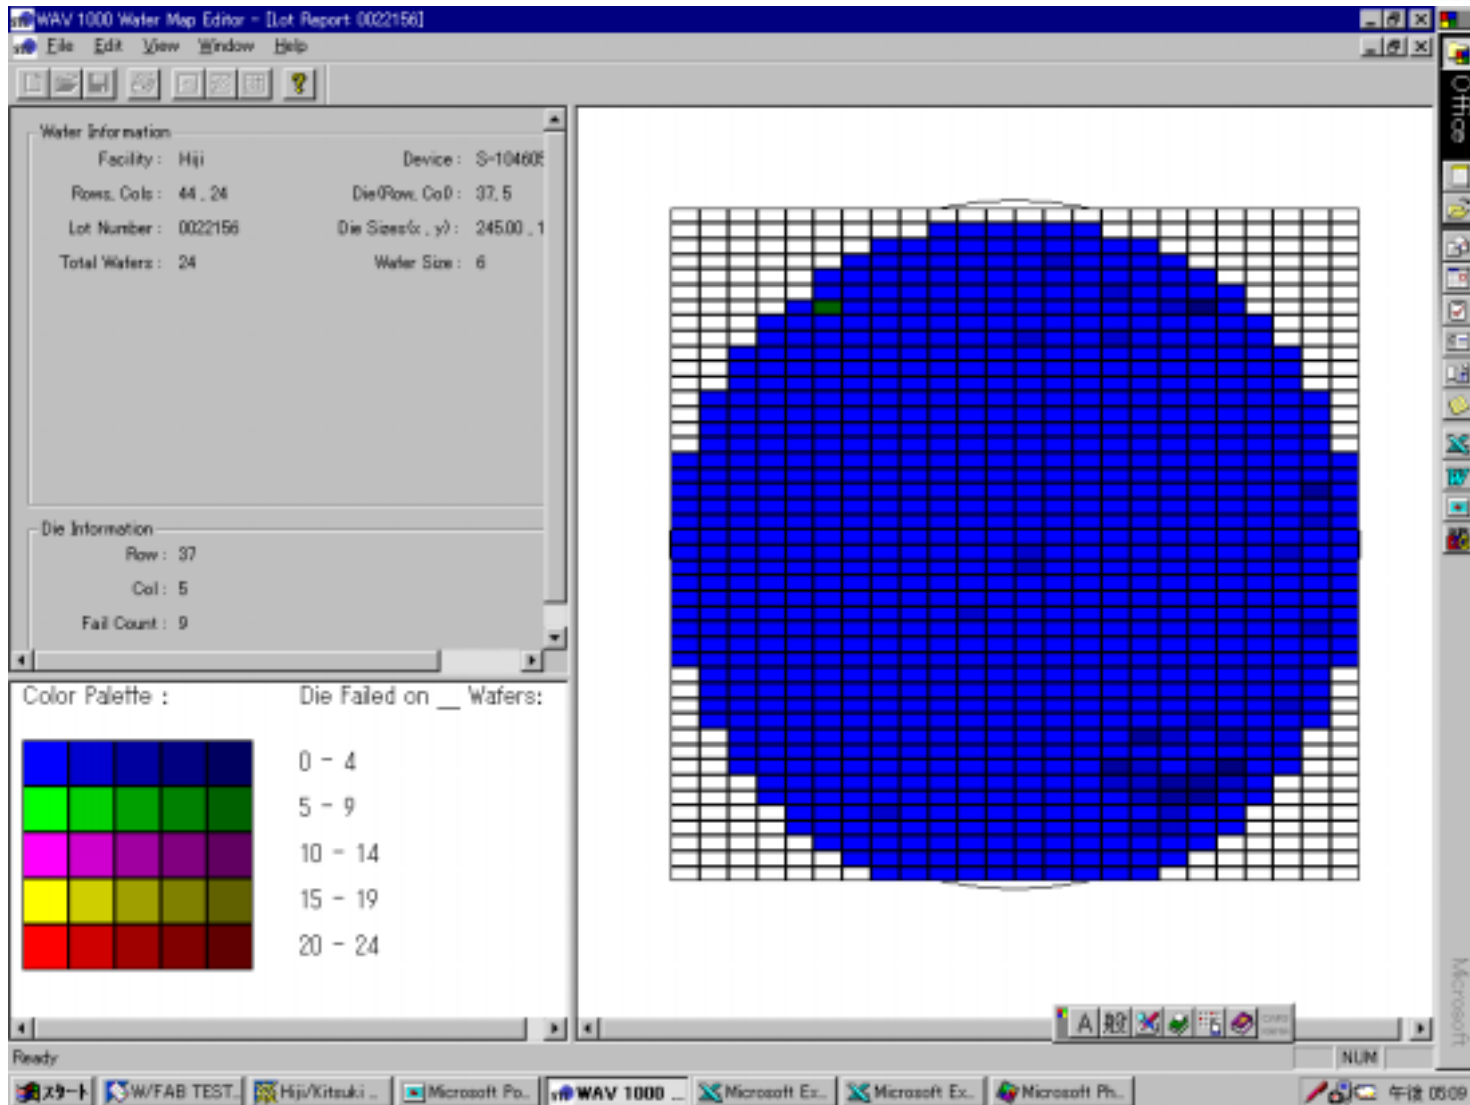 WAV 1000 Wafer Map Editor - [Lot Report 0022156]
File Edit View Window Help
Wafer Information
Facility : Hiji Device : S-104605
Rows, Cols : 44 , 24 Die(Row, Col) : 37, 5
Lot Number : 0022156 Die Sizes(x , y) : 245.00 , 1
Total Wafers : 24 Wafer Size : 6
Die Information
Row : 37
Col : 5
Fail Count : 9
Color Palette : Die Failed on __ Wafers:
0 - 4
5 - 9
10 - 14
15 - 19
20 - 24
Office
Microsoft
A 般
Ready NUM
スタート W/FAB TEST... Hiji/Kitsuki ... Microsoft Po... WAV 1000 ... Microsoft Ex... Microsoft Ex... Microsoft Ph... 午後 05:09